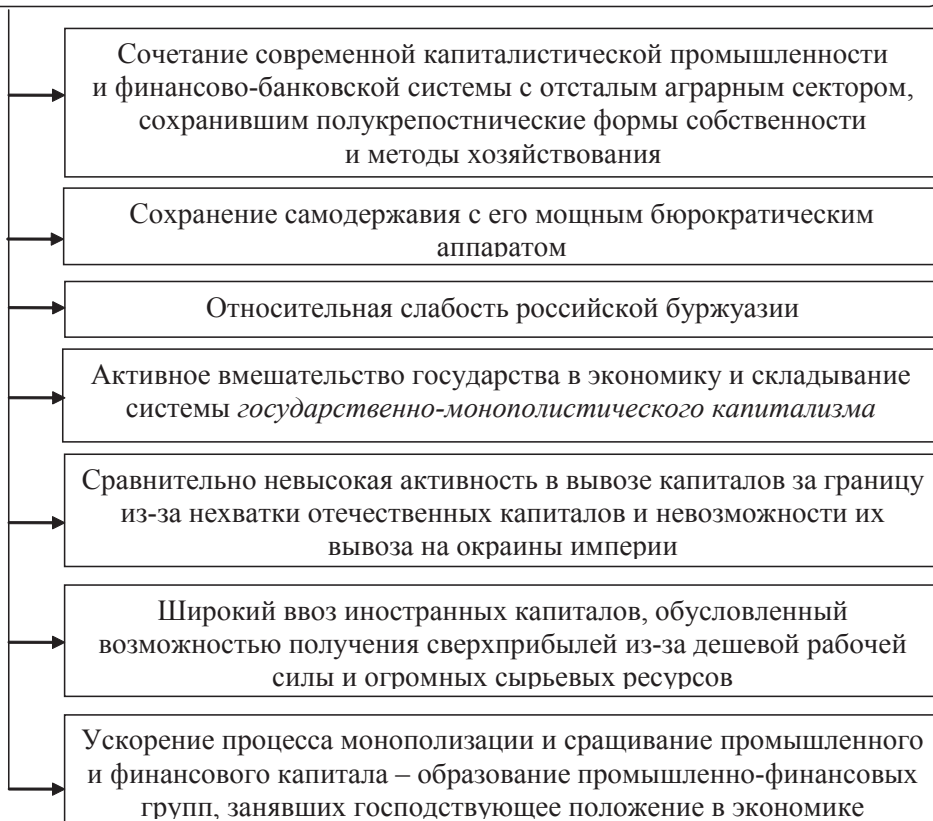 Сочетание современной капиталистической промышленности
и финансово-банковской системы с отсталым аграрным сектором,
сохранившим полукрепостнические формы собственности
и методы хозяйствования
Сохранение самодержавия с его мощным бюрократическим
аппаратом
Относительная слабость российской буржуазии
Активное вмешательство государства в экономику и складывание
системы государственно-монополистического капитализма
Сравнительно невысокая активность в вывозе капиталов за границу
из-за нехватки отечественных капиталов и невозможности их
вывоза на окраины империи
Широкий ввоз иностранных капиталов, обусловленный
возможностью получения сверхприбылей из-за дешевой рабочей
силы и огромных сырьевых ресурсов
Ускорение процесса монополизации и сращивание промышленного
и финансового капитала – образование промышленно-финансовых
групп, занявших господствующее положение в экономике